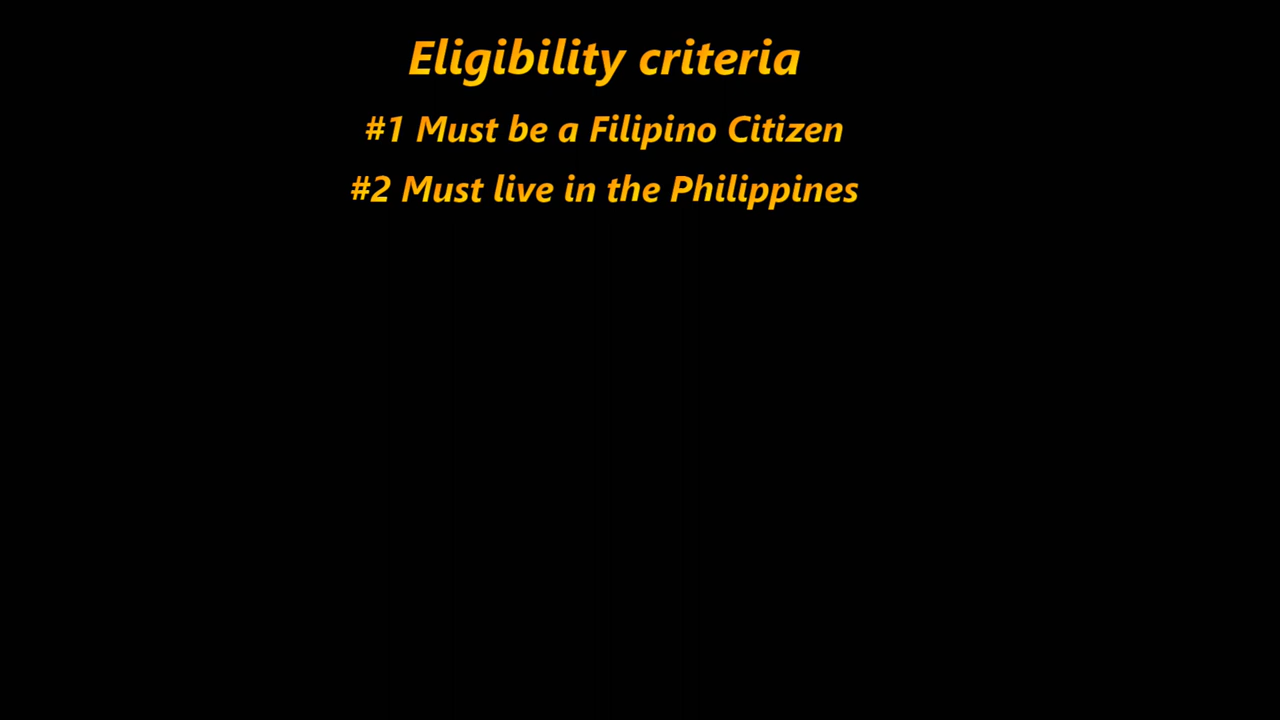 Eligibility criteria
#1 Must be a Filipino Citizen
#2 Must live in the Philippines